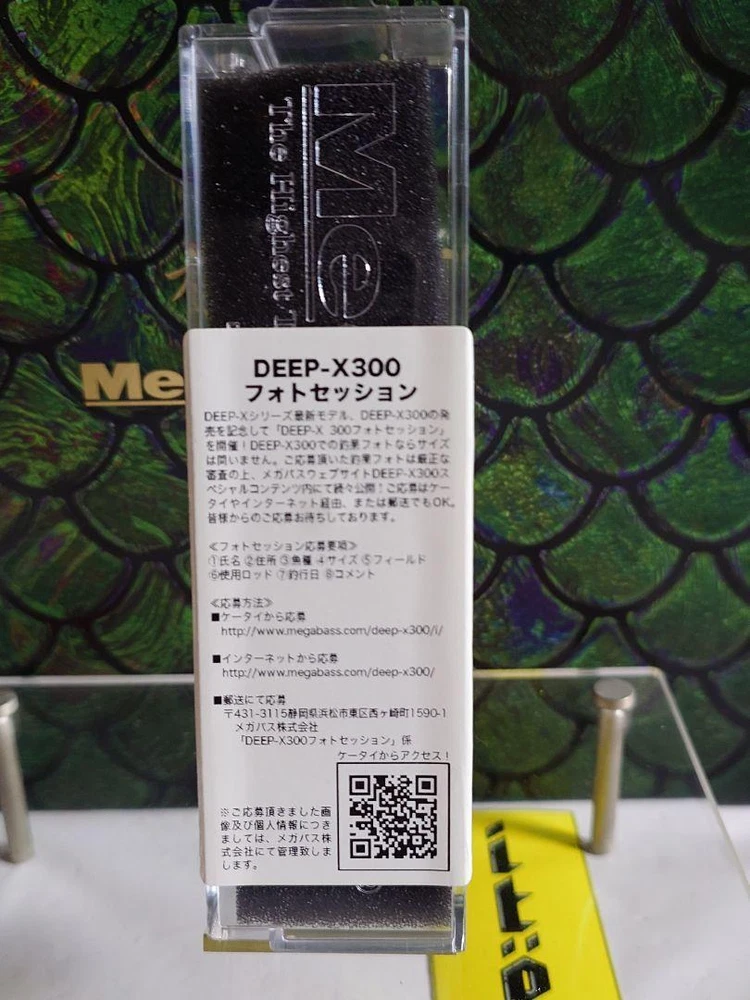 Me
The Highest T
Me
DEEP-X300
フォトセッション
DEEP-Xシリーズ最新モデル、DEEP-X300の発
売を記念して「DEEP-X 300フォトセッション」
を開催！DEEP-X300での釣果フォトならサイズ
は問いません。ご応募頂いた釣果フォトは厳正な
審査の上、メガバスウェブサイトDEEP-X300ス
ペシャルコンテンツ内にて続々公開！ご応募はケー
タイやインターネット経由、または郵送でもOK。
皆様からのご応募お待ちしております。
≪フォトセッション応募要項≫
①氏名 ②住所 ③魚種 ④サイズ ⑤フィールド
⑥使用ロッド ⑦釣行日 ⑧コメント
≪応募方法≫
■ケータイから応募
http://www.megabass.com/deep-x300/i/
■インターネットから応募
http://www.megabass.com/deep-x300/
■郵送にて応募
〒431-3115静岡県浜松市東区西ヶ崎町1590-1
メガバス株式会社
「DEEP-X300フォトセッション」係
ケータイからアクセス！
※ご応募頂きました画
像及び個人情報につき
ましては、メガバス株
式会社にて管理致しま
します。